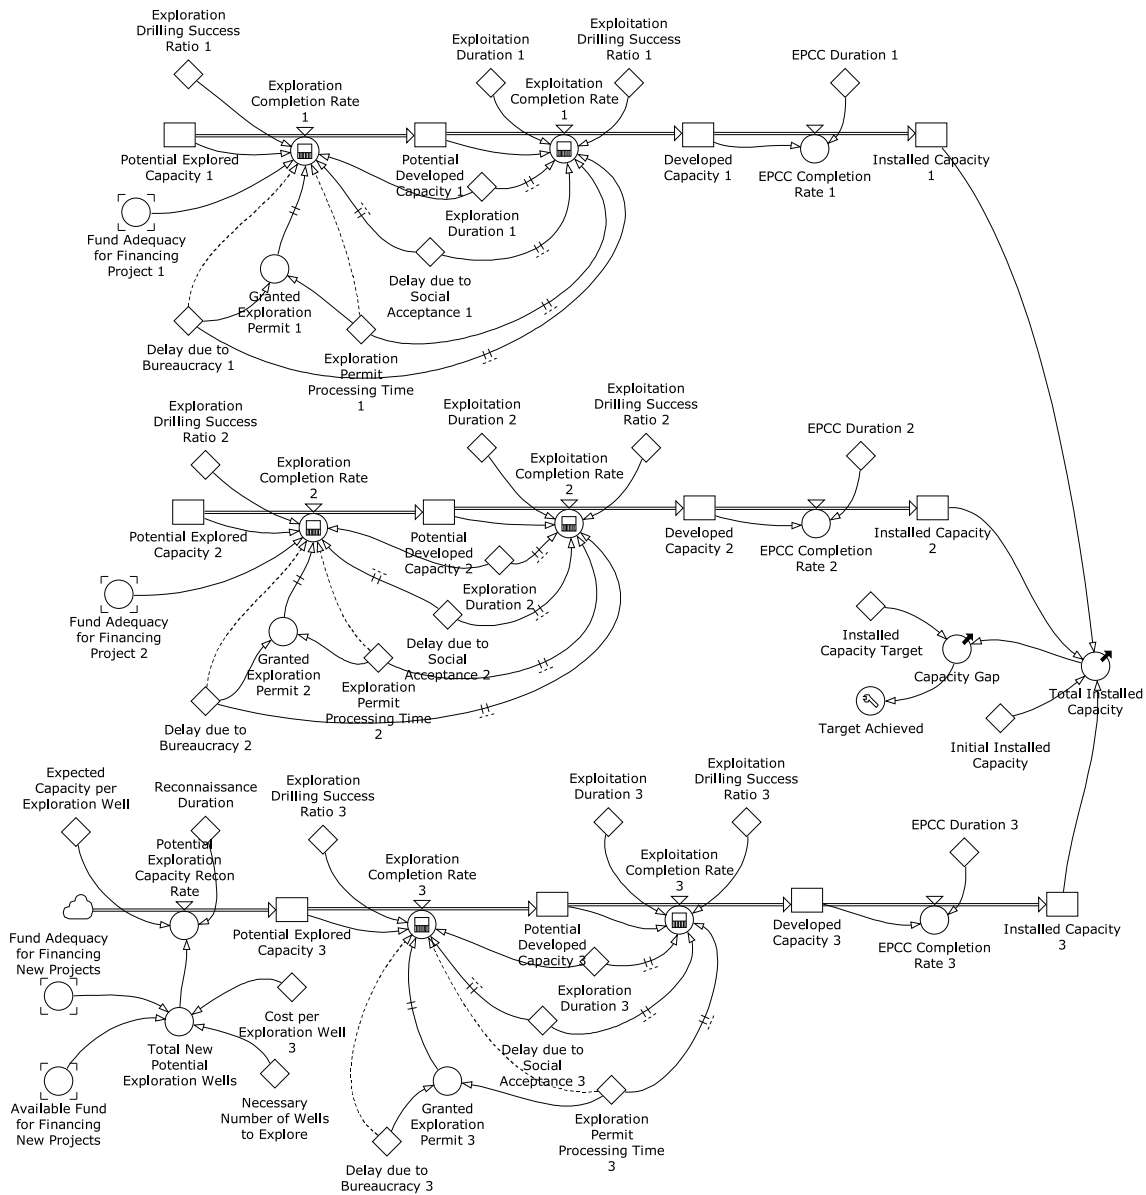 Exploration
Drilling Success
Ratio 1
Exploration
Completion Rate
1
Exploitation
Duration 1
Exploitation
Drilling Success
Ratio 1
Exploitation
Completion Rate
1
EPCC Duration 1
Potential Explored
Capacity 1
Potential
Developed
Capacity 1
Developed
Capacity 1
EPCC Completion
Rate 1
Installed Capacity
1
Fund Adequacy
for Financing
Project 1
Exploration
Duration 1
Granted
Exploration
Permit 1
Delay due to
Social
Acceptance 1
Delay due to
Bureaucracy 1
Exploration
Permit
Processing Time
1
Exploration
Drilling Success
Ratio 2
Exploration
Completion Rate
2
Exploitation
Duration 2
Exploitation
Drilling Success
Ratio 2
Exploitation
Completion Rate
2
EPCC Duration 2
Potential Explored
Capacity 2
Potential
Developed
Capacity 2
Developed
Capacity 2
EPCC Completion
Rate 2
Installed Capacity
2
Fund Adequacy
for Financing
Project 2
Exploration
Duration 2
Granted
Exploration
Permit 2
Delay due to
Social
Acceptance 2
Delay due to
Bureaucracy 2
Exploration
Permit
Processing Time
2
Installed
Capacity Target
Capacity Gap
Total Installed
Capacity
Target Achieved
Initial Installed
Capacity
Expected
Capacity per
Exploration Well
Reconnaissance
Duration
Potential
Exploration
Capacity Recon
Rate
Exploration
Drilling Success
Ratio 3
Exploration
Completion Rate
3
Exploitation
Duration 3
Exploitation
Drilling Success
Ratio 3
Exploitation
Completion Rate
3
EPCC Duration 3
Fund Adequacy
for Financing
New Projects
Potential Explored
Capacity 3
Potential
Developed
Capacity 3
Developed
Capacity 3
EPCC Completion
Rate 3
Installed Capacity
3
Exploration
Duration 3
Cost per
Exploration Well
3
Total New
Potential
Exploration Wells
Delay due to
Social
Acceptance 3
Available Fund
for Financing
New Projects
Necessary
Number of Wells
to Explore
Granted
Exploration
Permit 3
Exploration
Permit
Processing Time
3
Delay due to
Bureaucracy 3